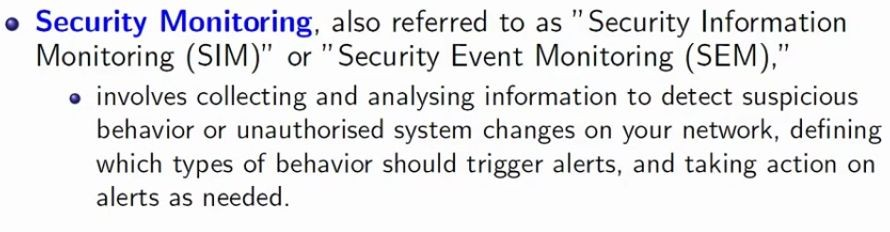 Security Monitoring, also referred to as "Security Information
Monitoring (SIM)" or "Security Event Monitoring (SEM),"
involves collecting and analysing information to detect suspicious
behavior or unauthorised system changes on your network, defining
which types of behavior should trigger alerts, and taking action on
alerts as needed.